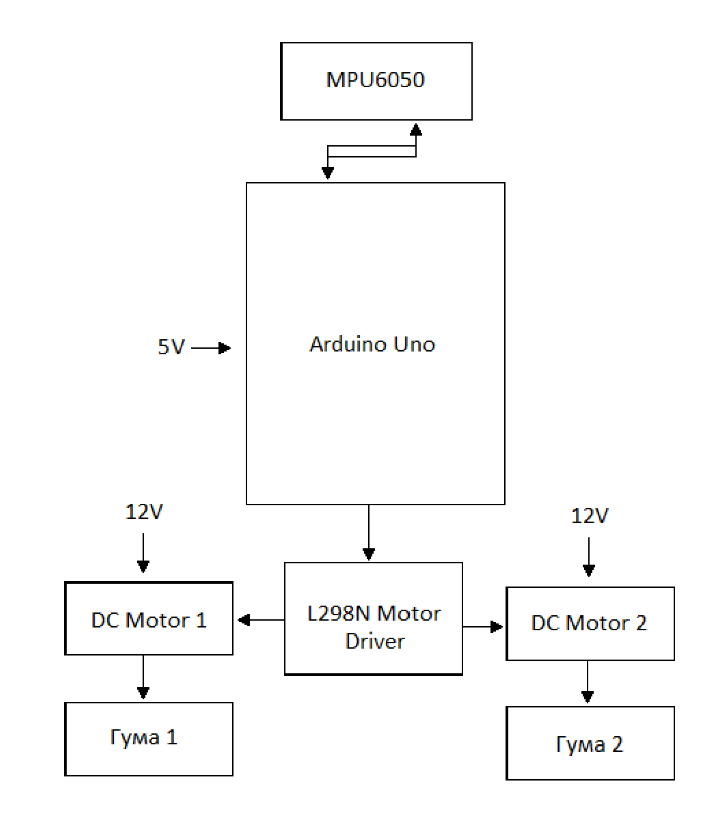 MPU6050
5V
Arduino Uno
12V
12V
DC Motor 1
L298N Motor
Driver
DC Motor 2
Гума 1
Гума 2